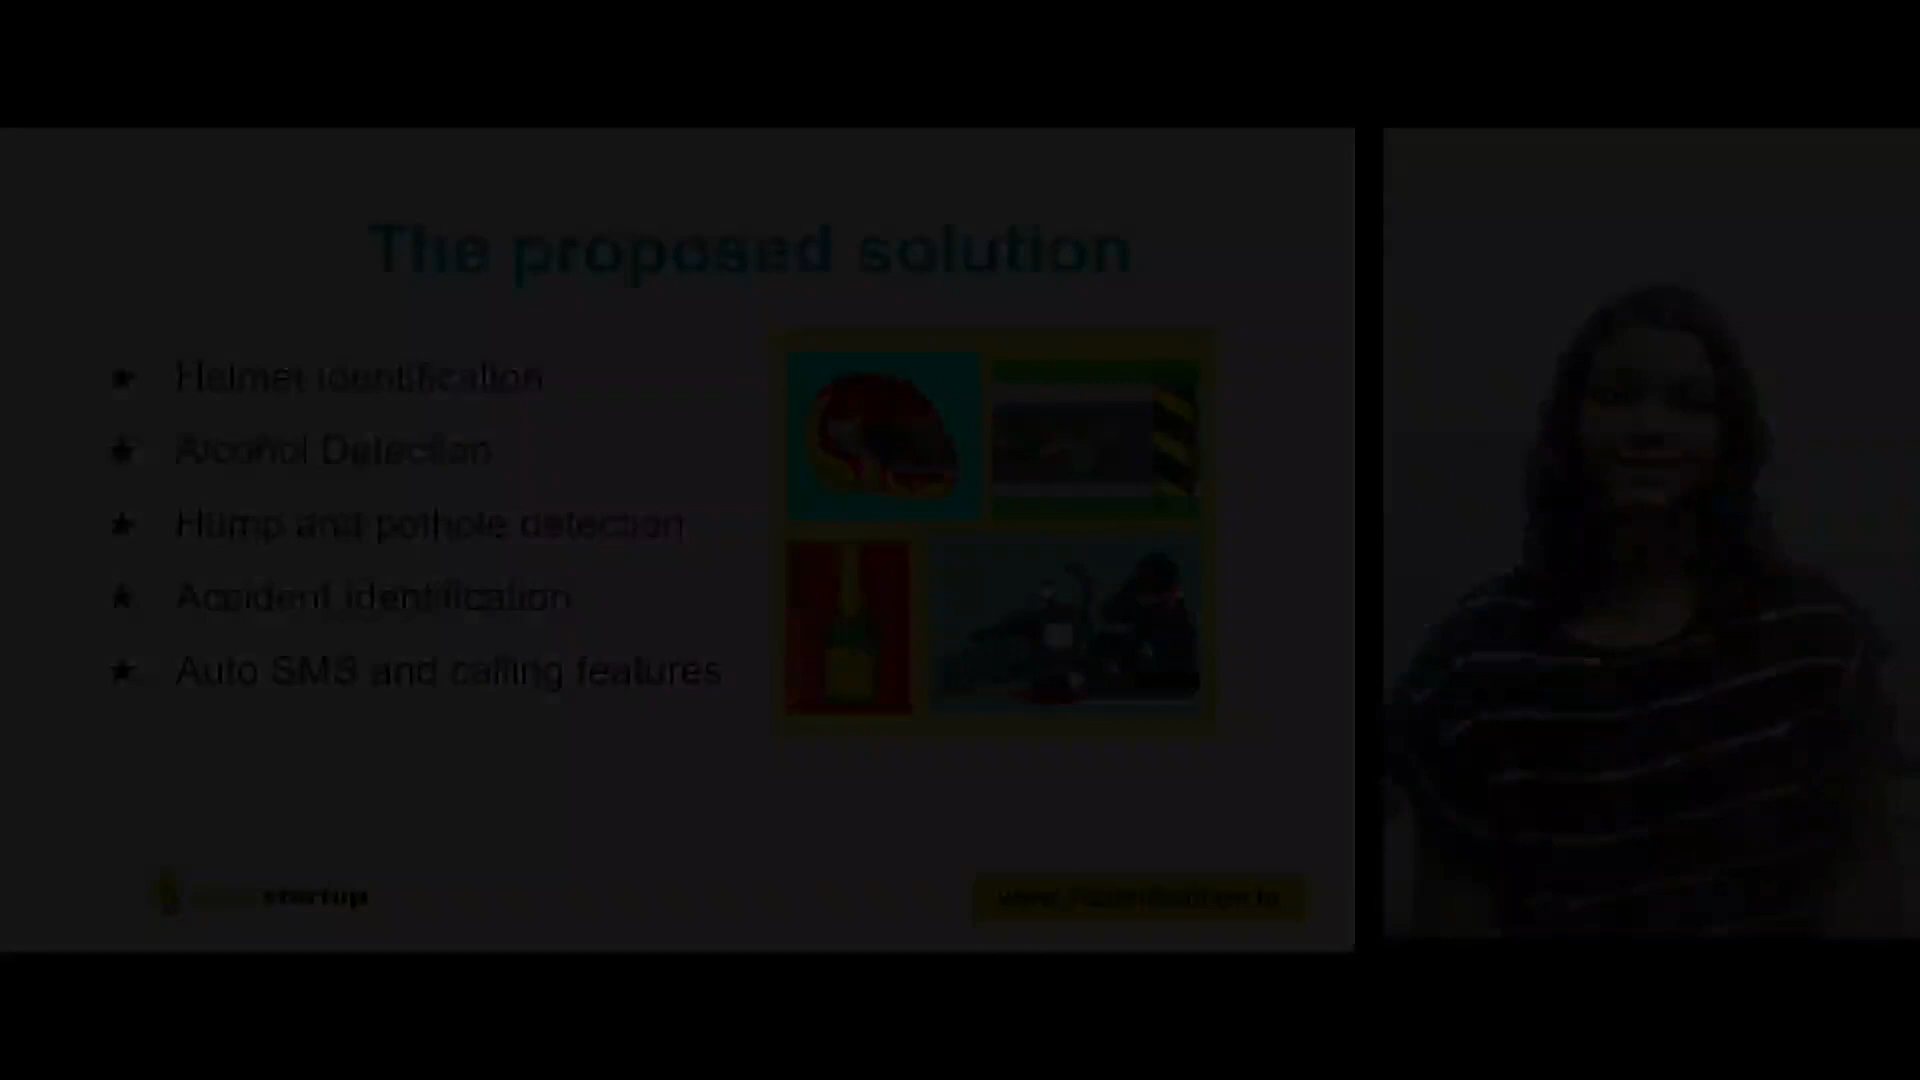 The proposed solution
★ Helmet identification
★ Alcohol Detection
★ Hump and pothole detection
★ Accident identification
★ Auto SMS and calling features
startup